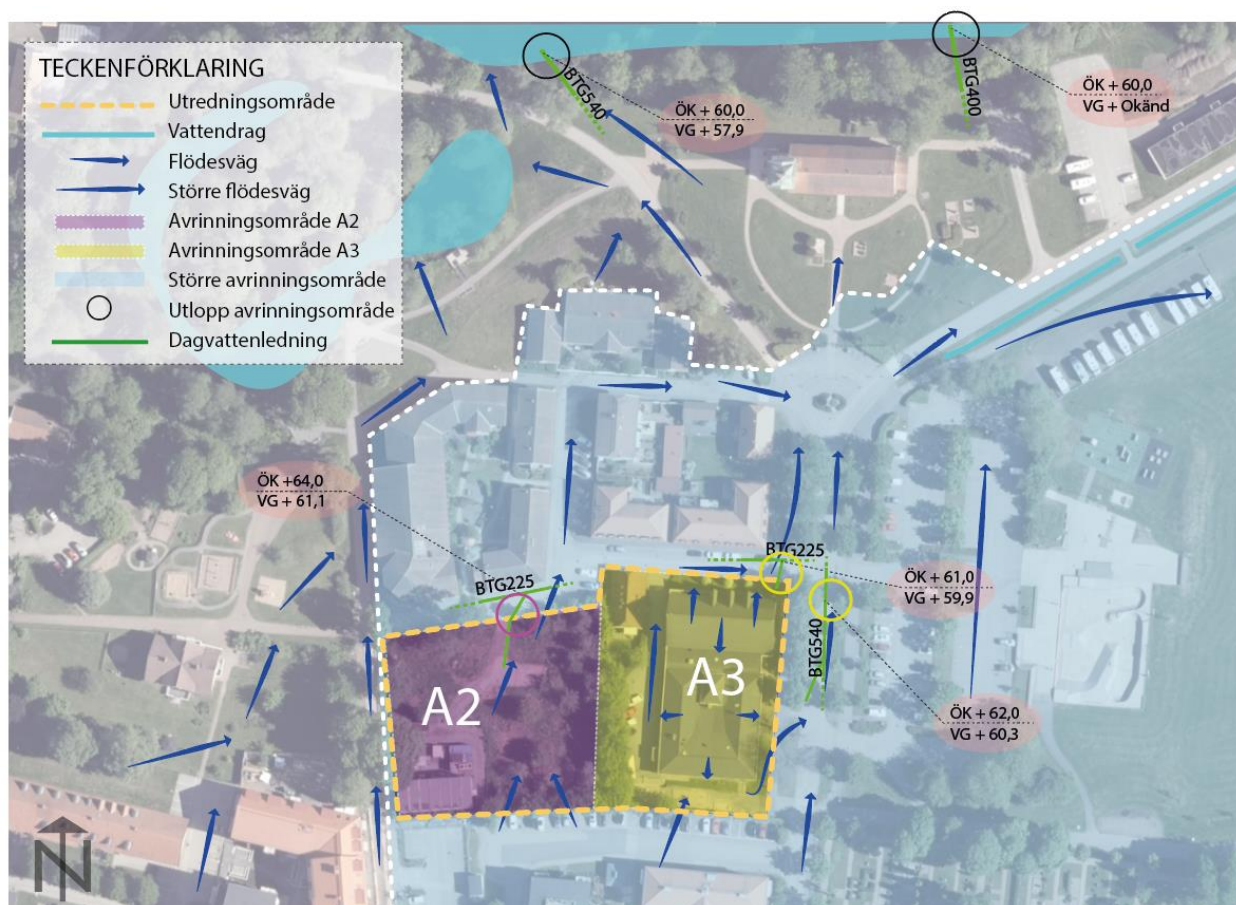 TECKENFÖRKLARING
Utredningsområde
Vattendrag
Flödesväg
Större flödesväg
Avrinningsområde A2
Avrinningsområde A3
Större avrinningsområde
Utlopp avrinningsområde
Dagvattenledning
BTG540
ÖK + 60,0
VG + 57,9
BTG400
ÖK + 60,0
VG + Okänd
ÖK +64,0
VG + 61,1
BTG225
BTG225
ÖK + 61,0
VG + 59,9
BTG540
ÖK + 62,0
VG + 60,3
A2
A3
N